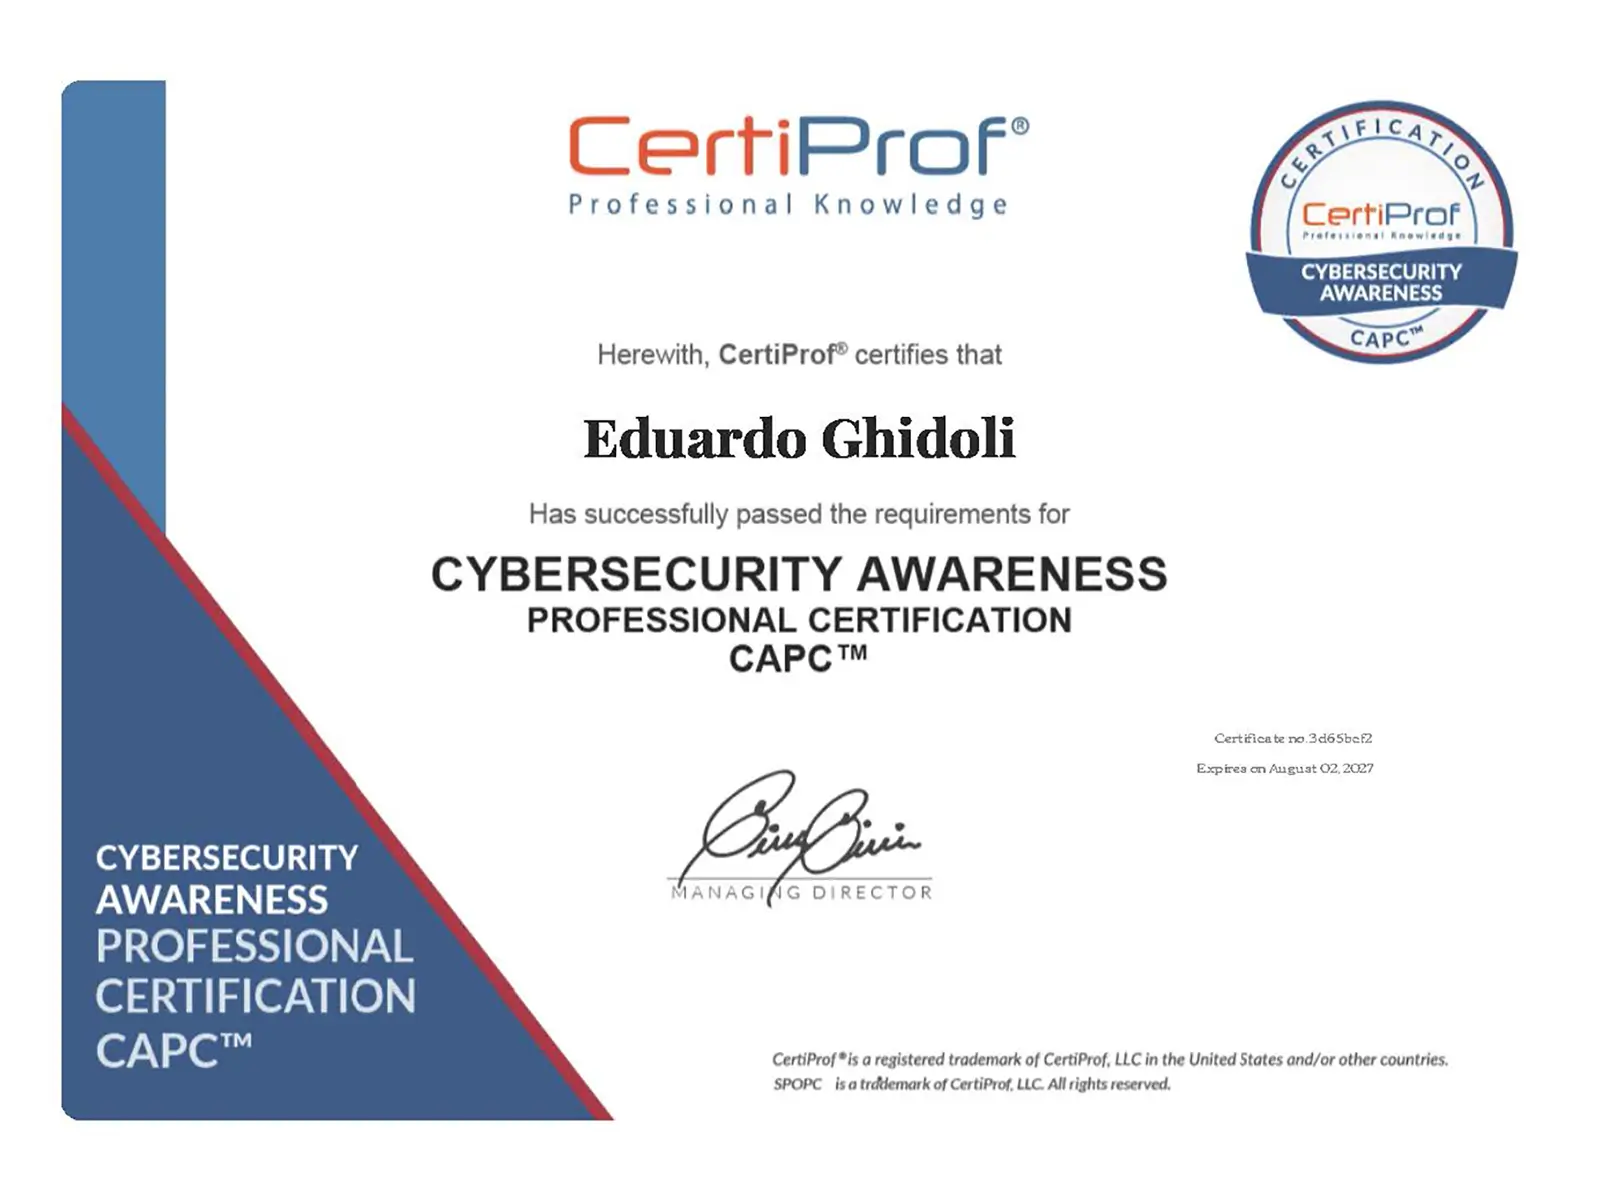 CertiProf®
Professional Knowledge
CERTIFICATION
CertiProf
Professional Knowledge
CYBERSECURITY
AWARENESS
CAPC™
Herewith, CertiProf® certifies that
Eduardo Ghidoli
Has successfully passed the requirements for
CYBERSECURITY AWARENESS
PROFESSIONAL CERTIFICATION
CAPC™
Certificate no.3d65bcf2
Expires on August 02, 2027
MANAGING DIRECTOR
CYBERSECURITY
AWARENESS
PROFESSIONAL
CERTIFICATION
CAPC™
CertiProf® is a registered trademark of CertiProf, LLC in the United States and/or other countries.
SPOPC is a trademark of CertiProf, LLC. All rights reserved.